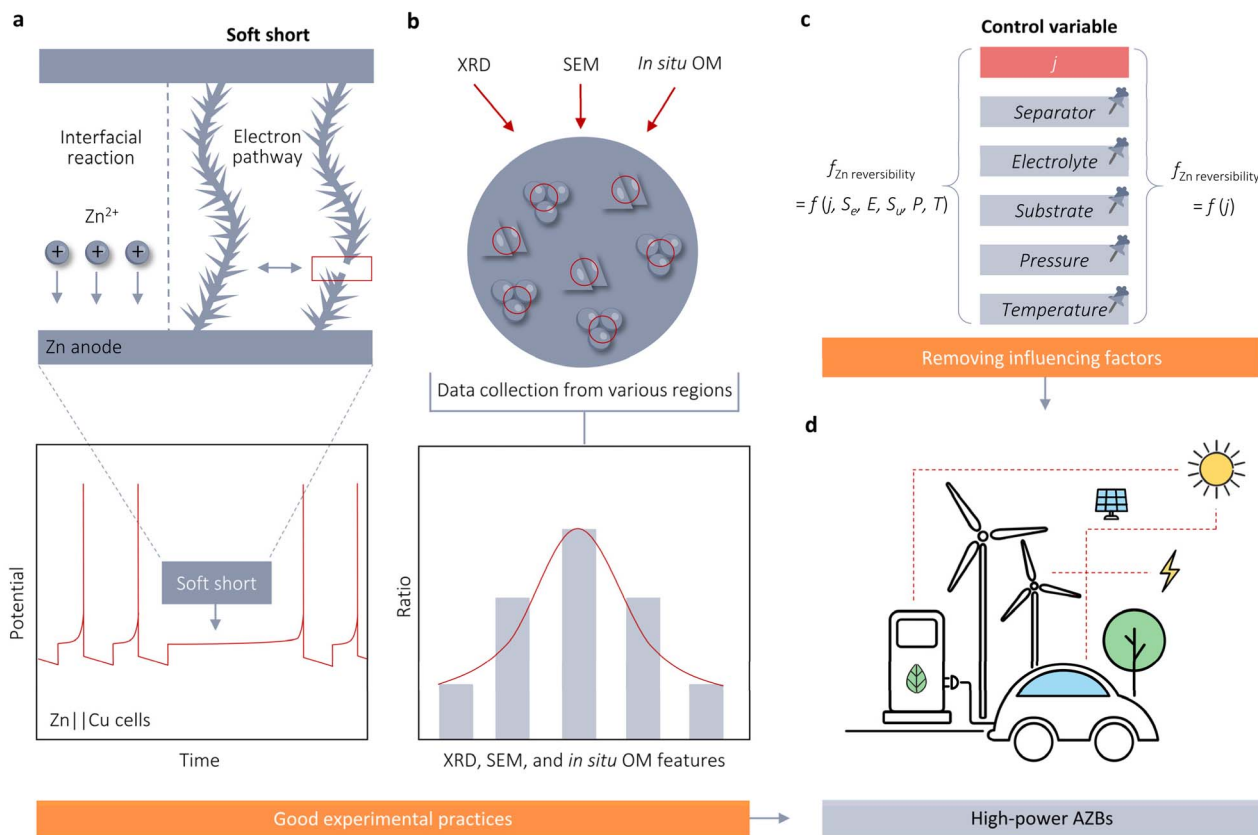 a
Soft short
Interfacial
reaction
Electron
pathway
Zn²⁺
+ + +
Zn anode
Potential
Soft short
Zn||Cu cells
Time
b
XRD
SEM
In situ OM
Data collection from various regions
Ratio
XRD, SEM, and in situ OM features
Good experimental practices
c
Control variable
j
Separator
Electrolyte
Substrate
Pressure
Temperature
f Zn reversibility
= f (j, Sₑ, E, Sᵤ, P, T)
f Zn reversibility
= f (j)
Removing influencing factors
d
High-power AZBs